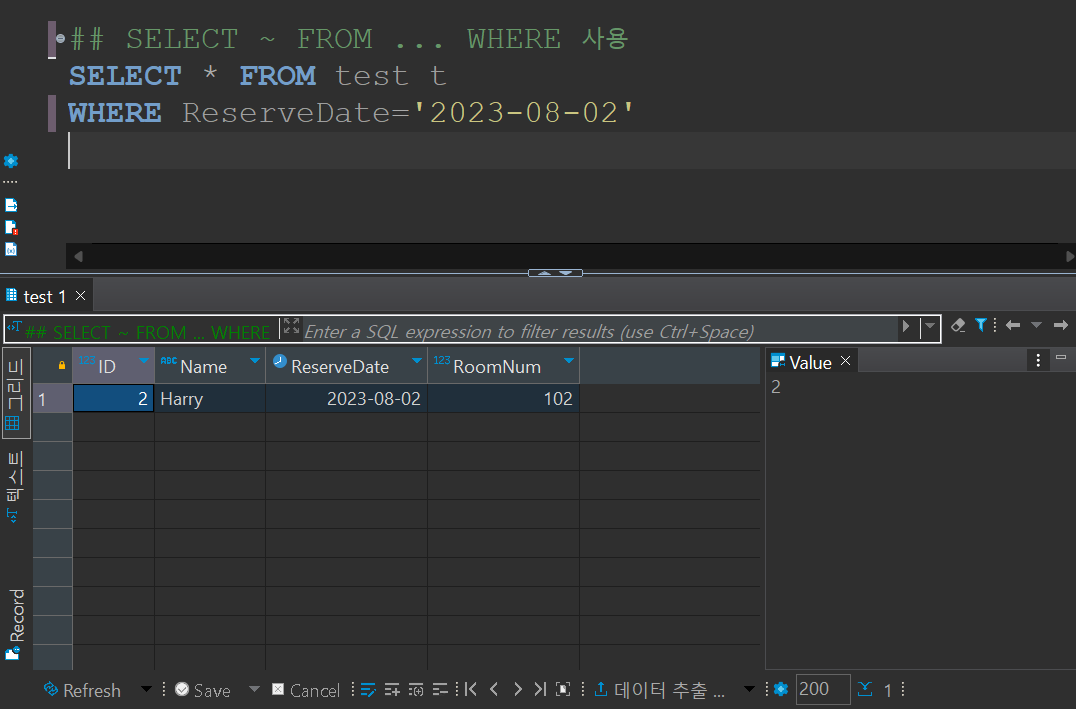 ## SELECT ~ FROM ... WHERE 사용
SELECT * FROM test t
WHERE ReserveDate='2023-08-02'
test 1
## SELECT ~ FROM ... WHERE
Enter a SQL expression to filter results (use Ctrl+Space)
그리드
텍스트
Record
123 ID ABC Name ReserveDate 123 RoomNum
1 2 Harry 2023-08-02 102
Value
2
Refresh Save Cancel 데이터 추출 ... 200 1